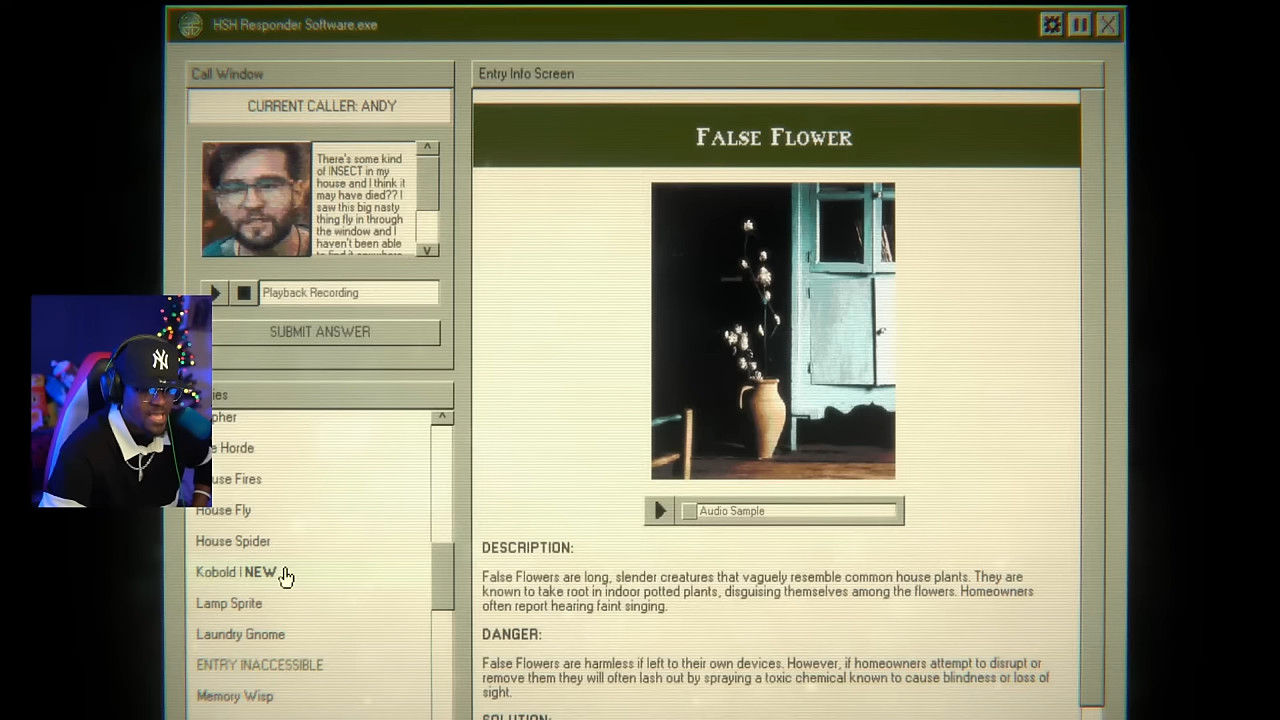 HSH Responder Software.exe
Call Window
CURRENT CALLER: ANDY
There's some kind
of INSECT in my
house and I think it
may have died?? I
saw this big nasty
thing fly in through
the window and I
haven't been able
to find it anywhere
Playback Recording
SUBMIT ANSWER
House Fly
House Spider
Kobold | NEW
Lamp Sprite
Laundry Gnome
ENTRY INACCESSIBLE
Memory Wisp
Entry Info Screen
FALSE FLOWER
Audio Sample
DESCRIPTION:
False Flowers are long, slender creatures that vaguely resemble common house plants. They are
known to take root in indoor potted plants, disguising themselves among the flowers. Homeowners
often report hearing faint singing.
DANGER:
False Flowers are harmless if left to their own devices. However, if homeowners attempt to disrupt or
remove them they will often lash out by spraying a toxic chemical known to cause blindness or loss of
sight.
SOLUTION: